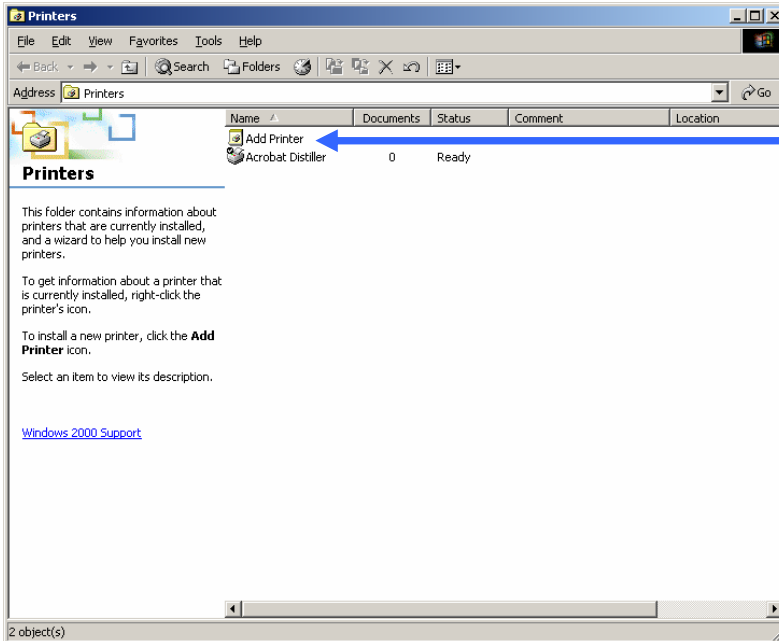 Printers
File Edit View Favorites Tools Help
Back Search Folders
Address Printers Go
Name Documents Status Comment Location
Add Printer
Acrobat Distiller 0 Ready
Printers
This folder contains information about
printers that are currently installed,
and a wizard to help you install new
printers.
To get information about a printer that
is currently installed, right-click the
printer's icon.
To install a new printer, click the Add
Printer icon.
Select an item to view its description.
Windows 2000 Support
2 object(s)